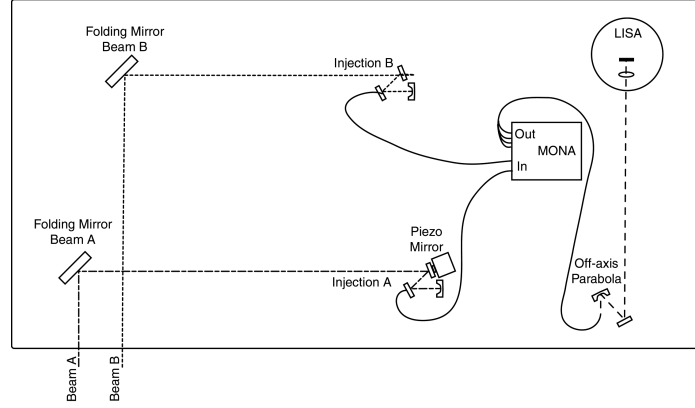 Folding Mirror
Beam B
Injection B
LISA
Out
MONA
In
Folding Mirror
Beam A
Piezo
Mirror
Injection A
Off-axis
Parabola
Beam A
Beam B